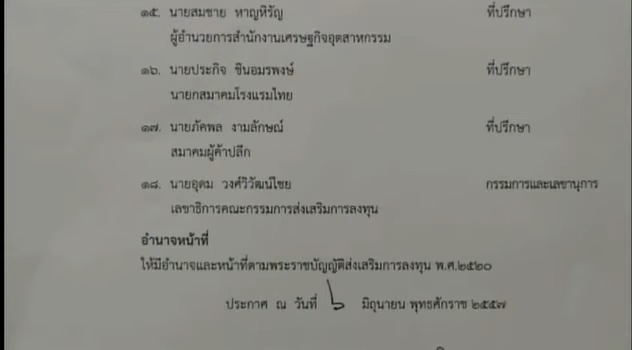 ๑๕. นายสมชาย หาญหิรัญ ที่ปรึกษา
ผู้อำนวยการสำนักงานเศรษฐกิจอุตสาหกรรม
๑๖. นายประกิจ ชินอมรพงษ์ ที่ปรึกษา
นายกสมาคมโรงแรมไทย
๑๗. นายภัคพล งามลักษณ์ ที่ปรึกษา
สมาคมผู้ค้าปลีก
๑๘. นายอุดม วงศ์วิวัฒน์ไชย กรรมการและเลขานุการ
เลขาธิการคณะกรรมการส่งเสริมการลงทุน
อำนาจหน้าที่
ให้มีอำนาจและหน้าที่ตามพระราชบัญญัติส่งเสริมการลงทุน พ.ศ.๒๕๒๐
ประกาศ ณ วันที่ ๖ มิถุนายน พุทธศักราช ๒๕๕๗